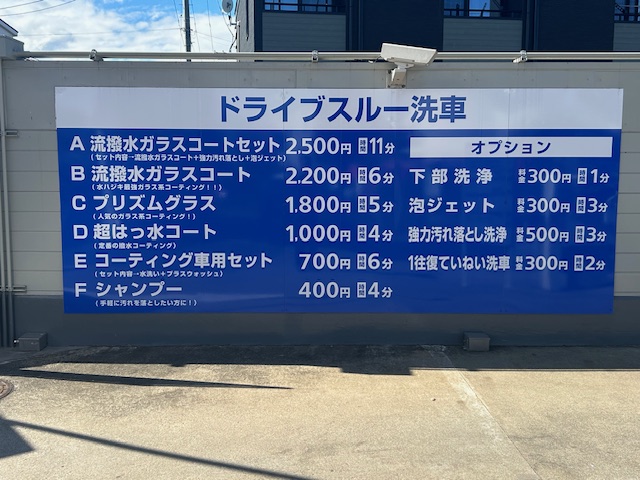 ドライブスルー洗車
A 流撥水ガラスコートセット 2,500円 時間 11分
(セット内容→流撥水ガラスコート+強力汚れ落とし+泡ジェット)
B 流撥水ガラスコート 2,200円 時間 6分
(水ハジキ最強ガラス系コーティング!!)
C プリズムグラス 1,800円 時間 5分
(人気のガラス系コーティング!)
D 超はっ水コート 1,000円 時間 4分
(定番の撥水コーティング)
E コーティング車用セット 700円 時間 6分
(セット内容→水洗い+プラスウォッシュ)
F シャンプー 400円 時間 4分
(手軽に汚れを落としたい方に!)
オプション
下部洗浄 料金 300円 時間 1分
泡ジェット 料金 300円 時間 3分
強力汚れ落とし洗浄 料金 500円 時間 3分
1往復ていねい洗車 料金 300円 時間 2分